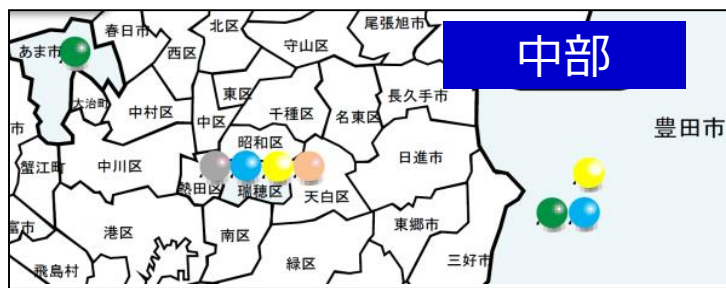 中部
春日市
北区
尾張旭市
あま市
西区
守山区
東区
大治町
中村区
中区
千種区
名東区
長久手市
豊田市
市
昭和区
蟹江町
中川区
日進市
熱田区
瑞穂区
天白区
富市
港区
南区
東郷市
緑区
三好市
飛島村